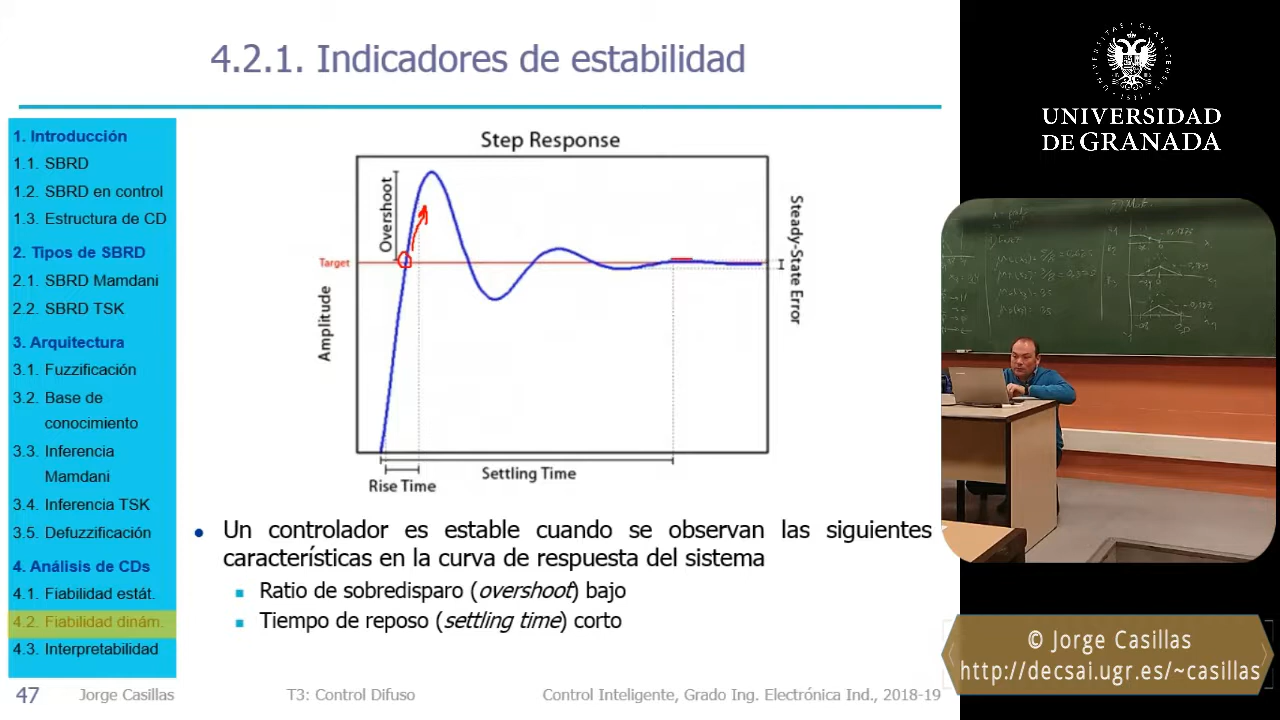 4.2.1. Indicadores de estabilidad
1. Introducción
1.1. SBRD
1.2. SBRD en control
1.3. Estructura de CD
2. Tipos de SBRD
2.1. SBRD Mamdani
2.2. SBRD TSK
3. Arquitectura
3.1. Fuzzificación
3.2. Base de
conocimiento
3.3. Inferencia
Mamdani
3.4. Inferencia TSK
3.5. Defuzzificación
4. Análisis de CDs
4.1. Fiabilidad estát.
4.2. Fiabilidad dinám.
4.3. Interpretabilidad
Step Response
Overshoot
Target
Amplitude
Steady-State Error
Settling Time
Rise Time
Un controlador es estable cuando se observan las siguientes
características en la curva de respuesta del sistema
Ratio de sobredisparo (overshoot) bajo
Tiempo de reposo (settling time) corto
47
Jorge Casillas
T3: Control Difuso
Control Inteligente, Grado Ing. Electrónica Ind., 2018-19
UNIVERSIDAD
DE GRANADA
© Jorge Casillas
http://decsai.ugr.es/~casillas